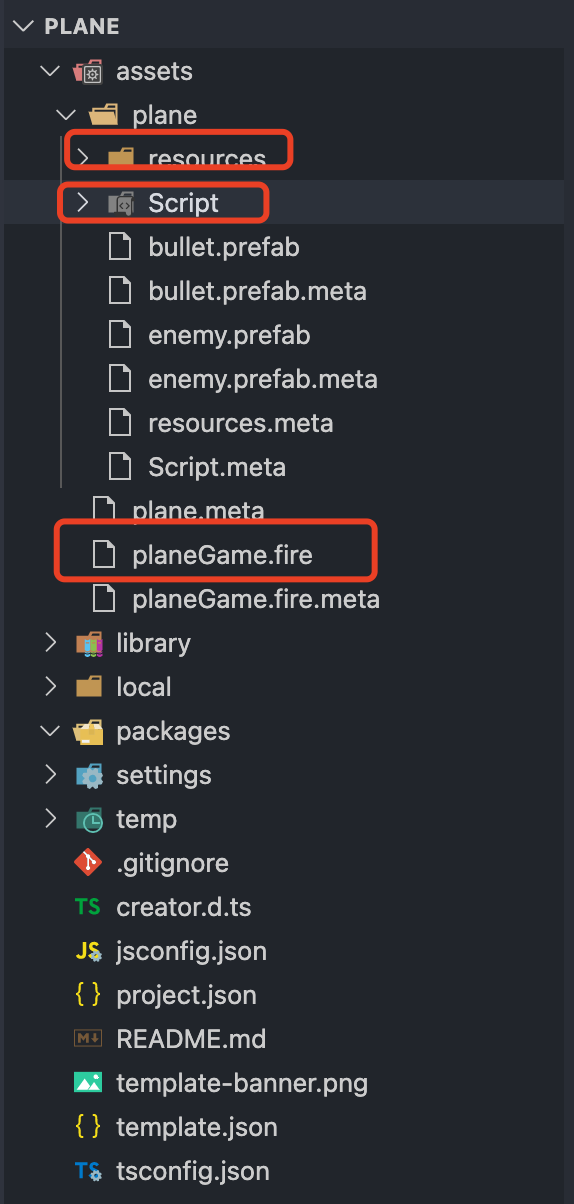 PLANE
assets
plane
resources
Script
bullet.prefab
bullet.prefab.meta
enemy.prefab
enemy.prefab.meta
resources.meta
Script.meta
plane.meta
planeGame.fire
planeGame.fire.meta
library
local
packages
settings
temp
.gitignore
TS creator.d.ts
JS jsconfig.json
{ } project.json
M↓ README.md
template-banner.png
{ } template.json
TS tsconfig.json